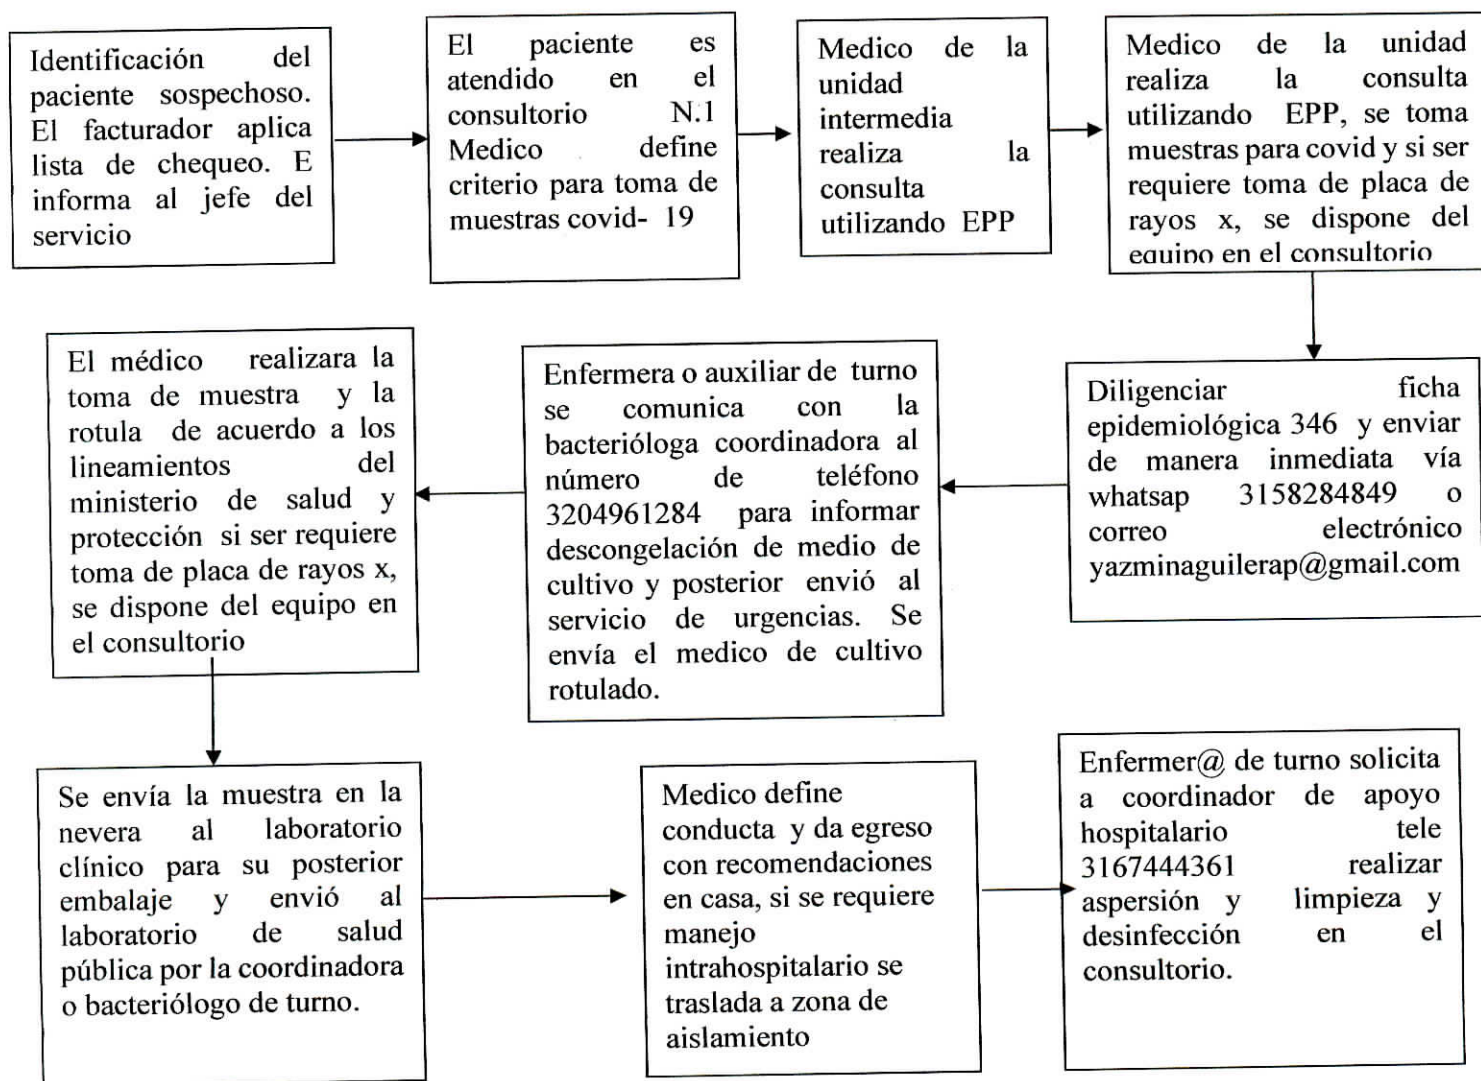 Identificación del
paciente sospechoso.
El facturador aplica
lista de chequeo. E
informa al jefe del
servicio
El paciente es
atendido en el
consultorio N.1
Medico define
criterio para toma de
muestras covid- 19
Medico de la
unidad
intermedia
realiza la
consulta
utilizando EPP
Medico de la unidad
realiza la consulta
utilizando EPP, se toma
muestras para covid y si ser
requiere toma de placa de
rayos x, se dispone del
equipo en el consultorio
Diligenciar ficha
epidemiológica 346 y enviar
de manera inmediata vía
whatsap 3158284849 o
correo electrónico
yazminaguilerap@gmail.com
Enfermera o auxiliar de turno
se comunica con la
bacterióloga coordinadora al
número de teléfono
3204961284 para informar
descongelación de medio de
cultivo y posterior envió al
servicio de urgencias. Se
envía el medico de cultivo
rotulado.
El médico realizara la
toma de muestra y la
rotula de acuerdo a los
lineamientos del
ministerio de salud y
protección si ser requiere
toma de placa de rayos x,
se dispone del equipo en
el consultorio
Se envía la muestra en la
nevera al laboratorio
clínico para su posterior
embalaje y envió al
laboratorio de salud
pública por la coordinadora
o bacteriólogo de turno.
Medico define
conducta y da egreso
con recomendaciones
en casa, si se requiere
manejo
intrahospitalario se
traslada a zona de
aislamiento
Enfermer@ de turno solicita
a coordinador de apoyo
hospitalario tele
3167444361 realizar
aspersión y limpieza y
desinfección en el
consultorio.